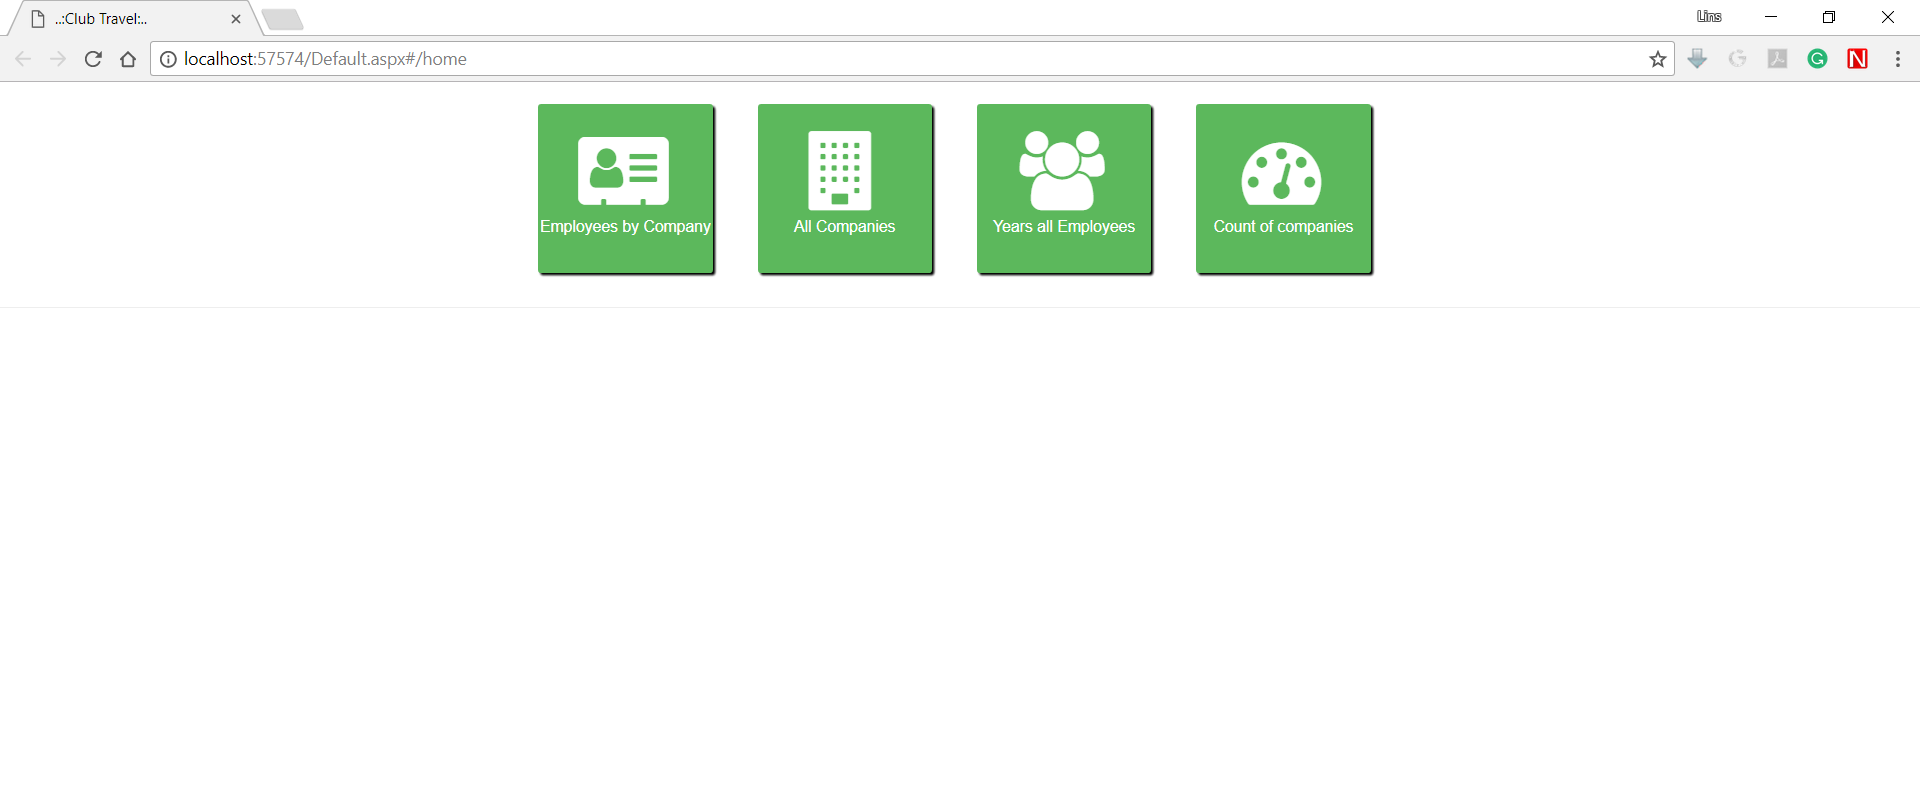 ..:Club Travel:..
Lins
localhost:57574/Default.aspx#/home
Employees by Company
All Companies
Years all Employees
Count of companies